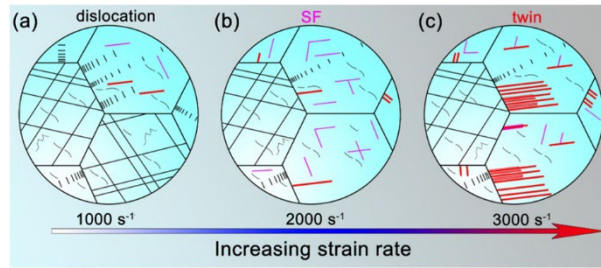 (a) dislocation
(b) SF
(c) twin
1000 s⁻¹
2000 s⁻¹
3000 s⁻¹
Increasing strain rate